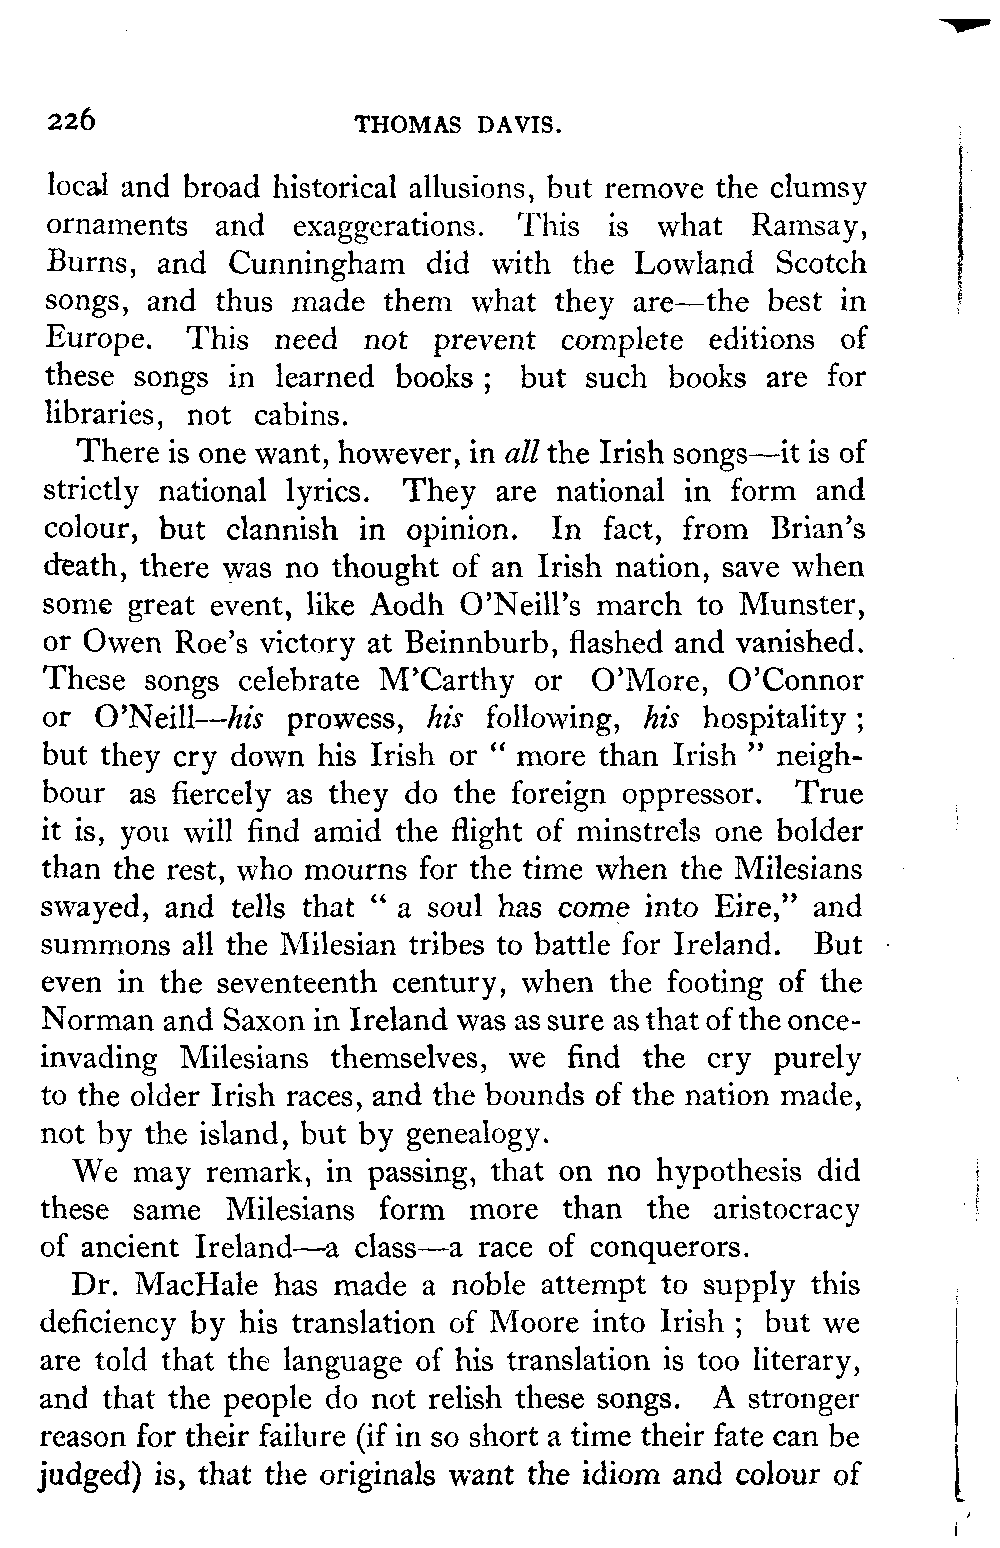 226 THOMAS DAVIS.
local and broad historical allusions, but remove the clumsy
ornaments and exaggerations. This is what Ramsay,
Burns, and Cunningham did with the Lowland Scotch
songs, and thus made them what they are—the best in
Europe. This need not prevent complete editions of
these songs in learned books ; but such books are for
libraries, not cabins.
There is one want, however, in all the Irish songs—it is of
strictly national lyrics. They are national in form and
colour, but clannish in opinion. In fact, from Brian's
death, there was no thought of an Irish nation, save when
some great event, like Aodh O'Neill's march to Munster,
or Owen Roe's victory at Beinnburb, flashed and vanished.
These songs celebrate M'Carthy or O'More, O'Connor
or O'Neill—his prowess, his following, his hospitality ;
but they cry down his Irish or “ more than Irish ” neigh-
bour as fiercely as they do the foreign oppressor. True
it is, you will find amid the flight of minstrels one bolder
than the rest, who mourns for the time when the Milesians
swayed, and tells that “ a soul has come into Eire,” and
summons all the Milesian tribes to battle for Ireland. But
even in the seventeenth century, when the footing of the
Norman and Saxon in Ireland was as sure as that of the once-
invading Milesians themselves, we find the cry purely
to the older Irish races, and the bounds of the nation made,
not by the island, but by genealogy.
We may remark, in passing, that on no hypothesis did
these same Milesians form more than the aristocracy
of ancient Ireland—a class—a race of conquerors.
Dr. MacHale has made a noble attempt to supply this
deficiency by his translation of Moore into Irish ; but we
are told that the language of his translation is too literary,
and that the people do not relish these songs. A stronger
reason for their failure (if in so short a time their fate can be
judged) is, that the originals want the idiom and colour of